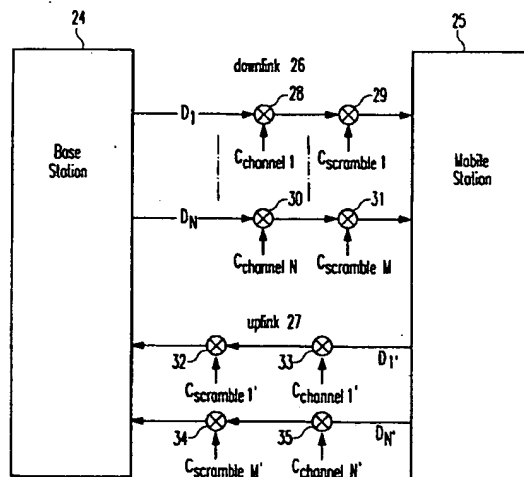 24
25
downlink 26
28
29
D1
Cchannel 1
Cscramble 1
Base
Station
Mobile
Station
30
31
DN
Cchannel N
Cscramble M
uplink 27
32
33
D1'
Cscramble 1'
Cchannel 1'
34
35
DN'
Cscramble M'
Cchannel N'